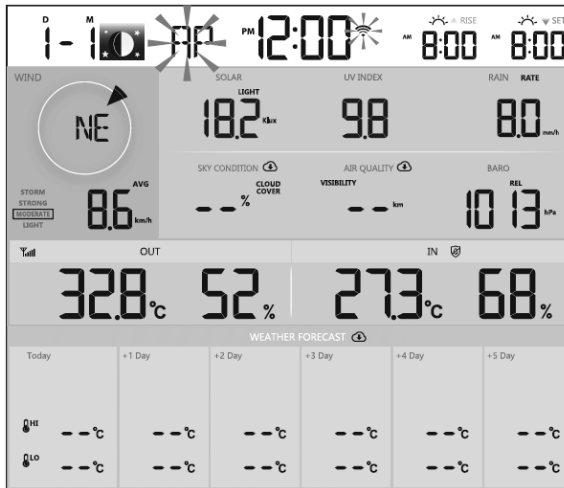 D M RISE SET
1-1 AP PM 12:00 AM 8:00 AM 8:00
WIND SOLAR UV INDEX RAIN RATE
LIGHT
NE 18.2 Klux 9.8 8.0 mm/h
SKY CONDITION AIR QUALITY BARO
AVG CLOUD COVER VISIBILITY REL
STORM
STRONG
MODERATE
LIGHT
8.6 km/h -- % -- km 1013 hPa
OUT IN
32.8°C 52% 27.3°C 68%
WEATHER FORECAST
Today +1 Day +2 Day +3 Day +4 Day +5 Day
HI --°C --°C --°C --°C --°C --°C
LO --°C --°C --°C --°C --°C --°C